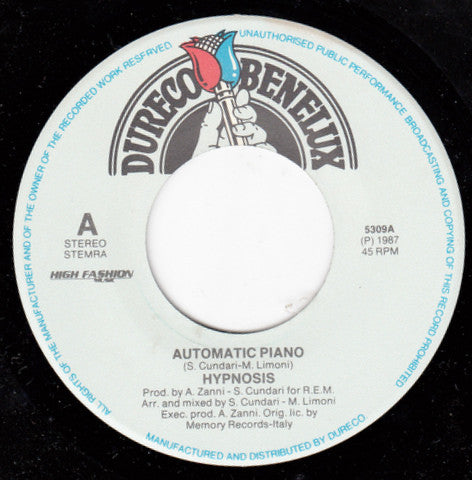 ALL RIGHTS OF THE MANUFACTURER AND OF THE OWNER OF THE RECORDED WORK RESERVED.
UNAUTHORISED PUBLIC PERFORMANCE BROADCASTING AND COPYING OF THIS RECORD PROHIBITED
DURECO BENELUX
A
STEREO
STEMRA
HIGH FASHION
MUSIC
5309A
(P) 1987
45 RPM
AUTOMATIC PIANO
(S. Cundari-M. Limoni)
HYPNOSIS
Prod. by A. Zanni - S. Cundari for R.E.M.
Arr. and mixed by S. Cundari - M. Limoni
Exec. prod. A. Zanni. Orig. lic. by
Memory Records-Italy
MANUFACTURED AND DISTRIBUTED BY DURECO